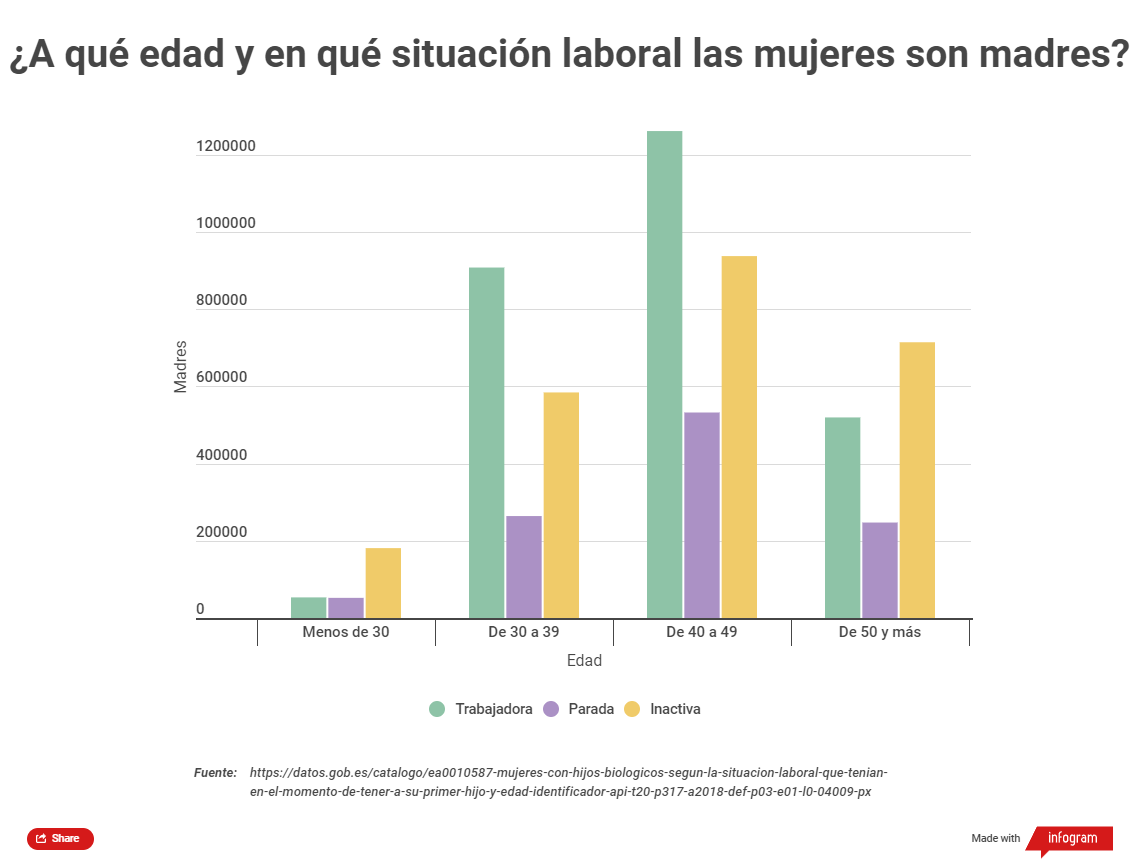 ¿A qué edad y en qué situación laboral las mujeres son madres?
1200000
1000000
800000
600000
400000
200000
0
Madres
Menos de 30
De 30 a 39
De 40 a 49
De 50 y más
Edad
Trabajadora Parada Inactiva
Fuente: https://datos.gob.es/catalogo/ea0010587-mujeres-con-hijos-biologicos-segun-la-situacion-laboral-que-tenian-
en-el-momento-de-tener-a-su-primer-hijo-y-edad-identificador-api-t20-p317-a2018-def-p03-e01-l0-04009-px
Share
Made with infogram